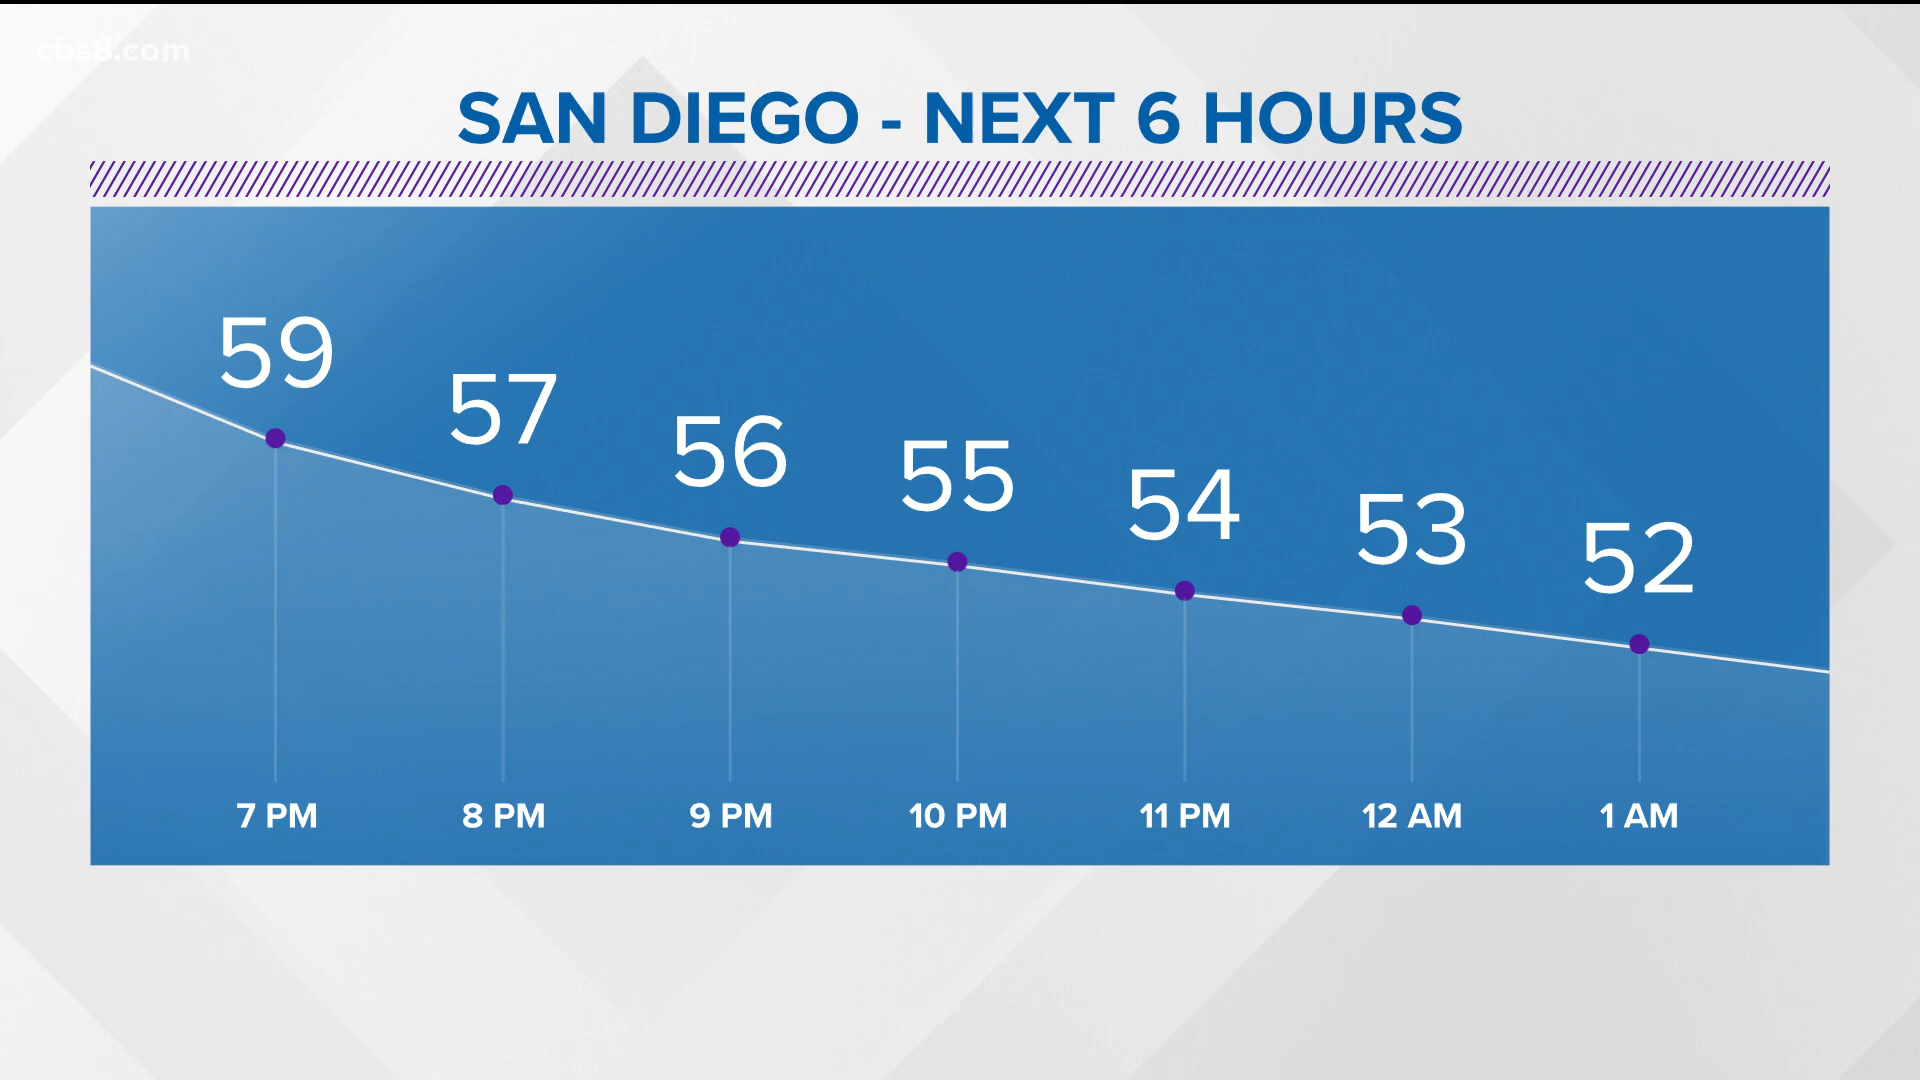 cbs8.com
SAN DIEGO - NEXT 6 HOURS
59 57 56 55 54 53 52
7 PM 8 PM 9 PM 10 PM 11 PM 12 AM 1 AM